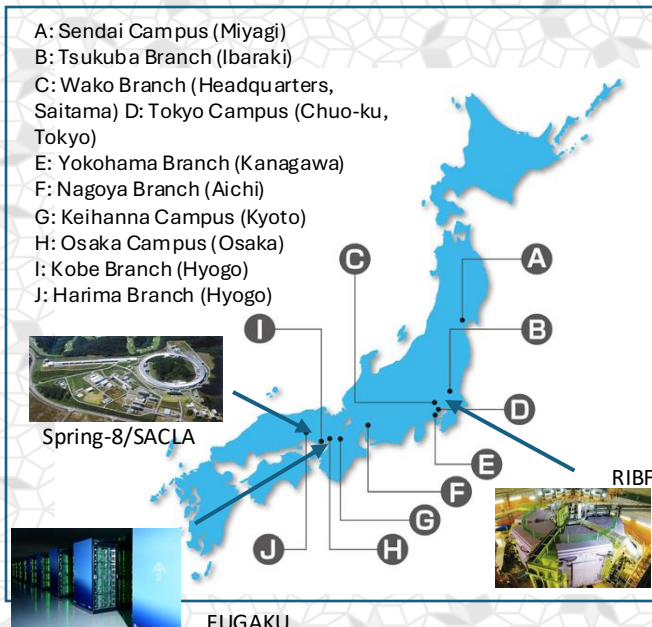 A: Sendai Campus (Miyagi)
B: Tsukuba Branch (Ibaraki)
C: Wako Branch (Headquarters,
Saitama) D: Tokyo Campus (Chuo-ku,
Tokyo)
E: Yokohama Branch (Kanagawa)
F: Nagoya Branch (Aichi)
G: Keihanna Campus (Kyoto)
H: Osaka Campus (Osaka)
I: Kobe Branch (Hyogo)
J: Harima Branch (Hyogo)
C
A
I
B
D
Spring-8/SACLA
E
RIBF
F
G
J
H
FUGAKU